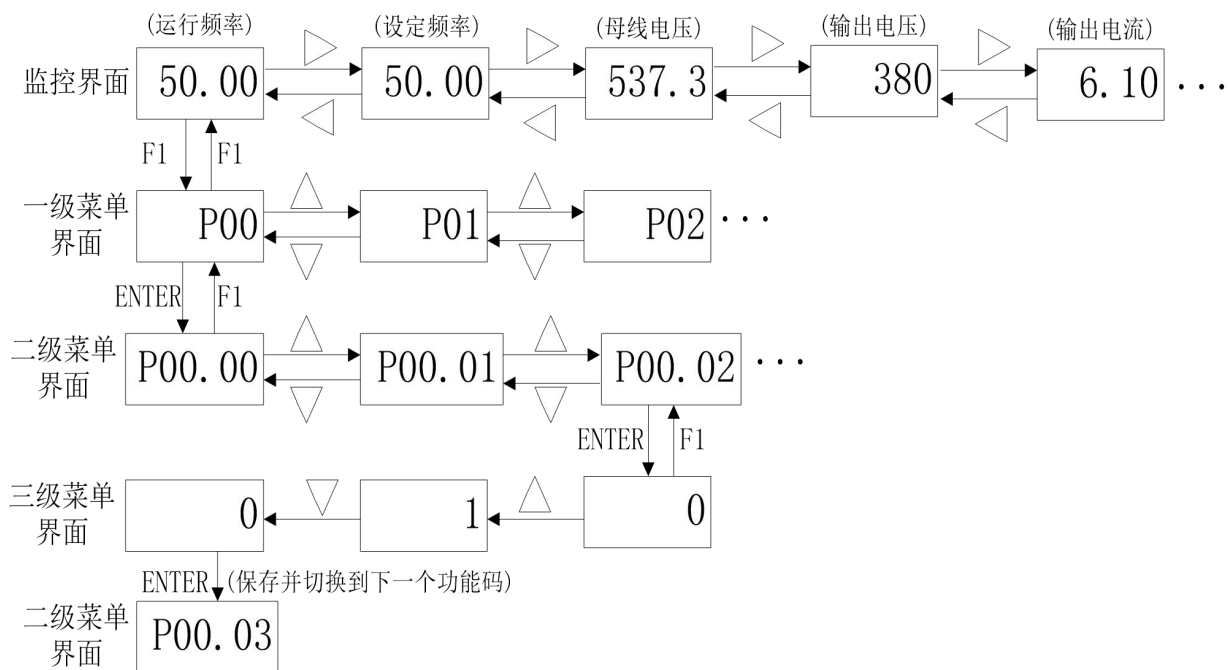 (运行频率) (设定频率) (母线电压) (输出电压) (输出电流)
监控界面 50.00 50.00 537.3 380 6.10 ...
F1 F1
一级菜单
界面
P00 P01 P02 ...
ENTER F1
二级菜单
界面
P00.00 P00.01 P00.02 ...
ENTER F1
三级菜单
界面
0 1 0
ENTER (保存并切换到下一个功能码)
二级菜单
界面
P00.03